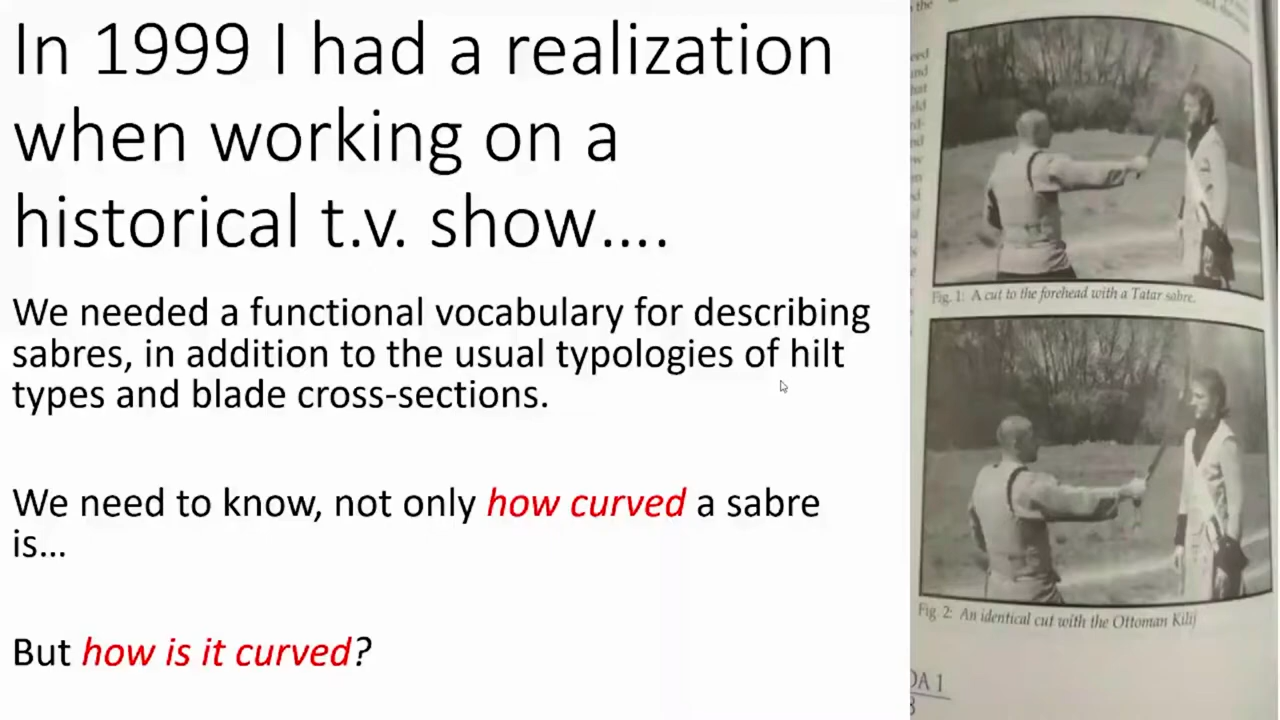 In 1999 I had a realization
when working on a
historical t.v. show….
We needed a functional vocabulary for describing
sabres, in addition to the usual typologies of hilt
types and blade cross-sections.
We need to know, not only how curved a sabre
is…
But how is it curved?
the
Fig. 1: A cut to the forehead with a Tatar sabre.
Fig. 2: An identical cut with the Ottoman Kilij
DA 1